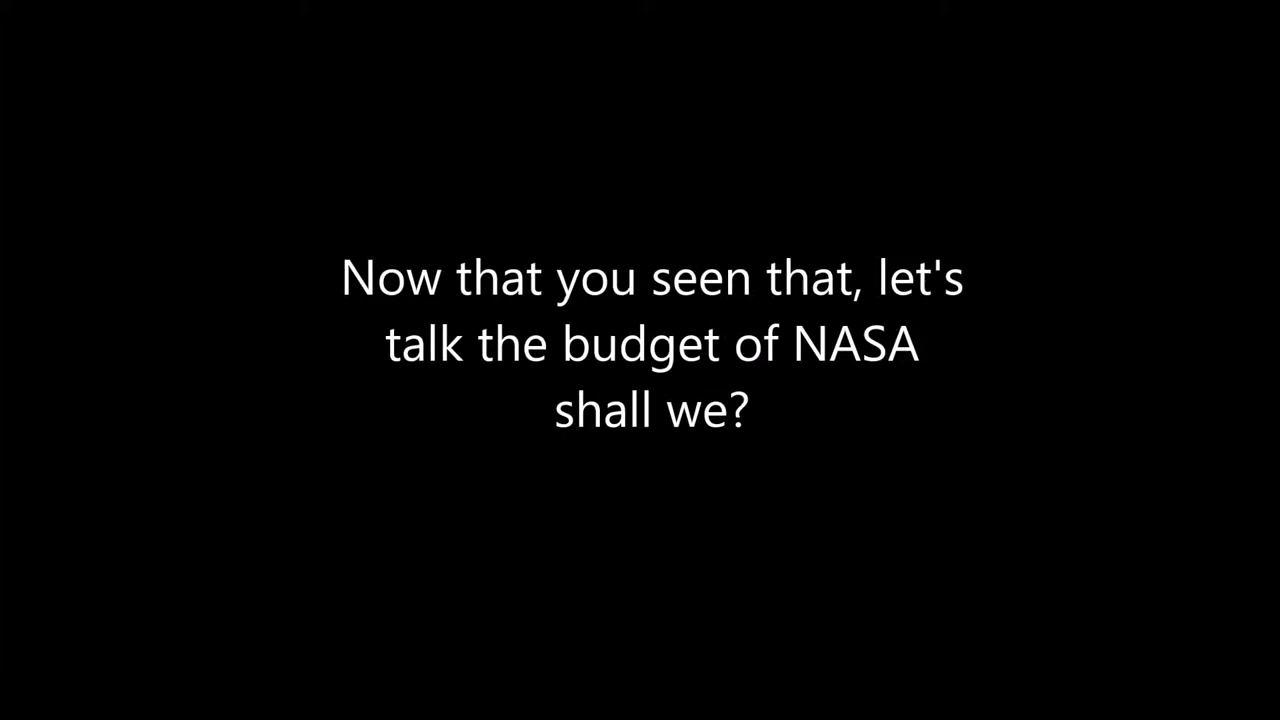 Now that you seen that, let's
talk the budget of NASA
shall we?